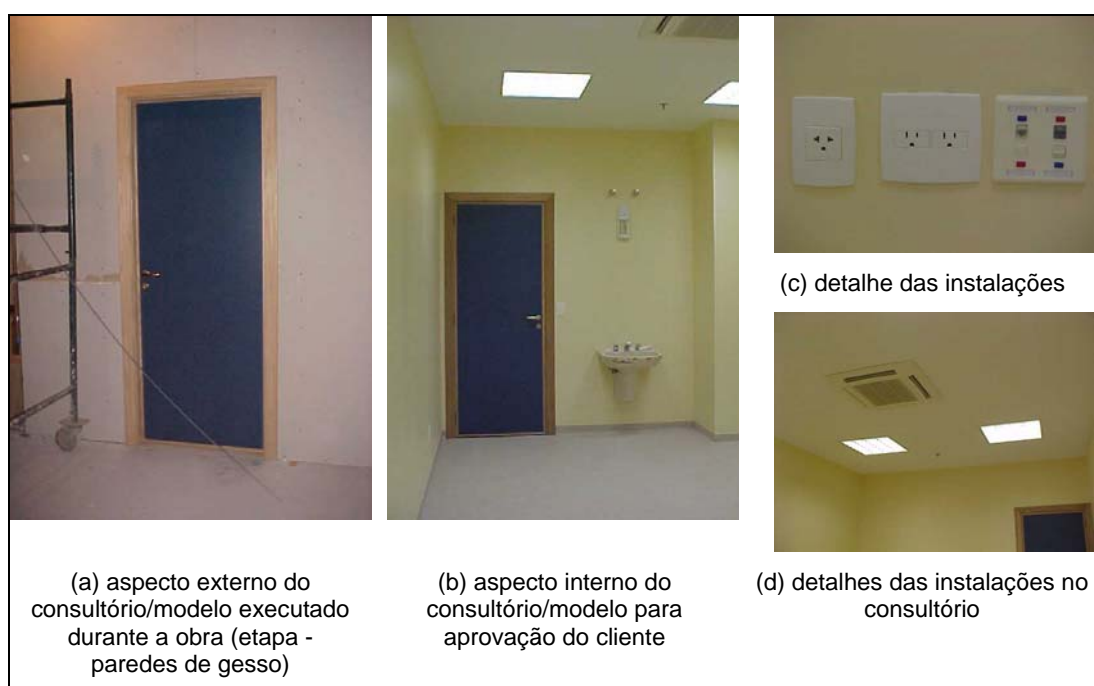 (c) detalhe das instalações
(a) aspecto externo do
consultório/modelo executado
durante a obra (etapa -
paredes de gesso)
(b) aspecto interno do
consultório/modelo para
aprovação do cliente
(d) detalhes das instalações no
consultório